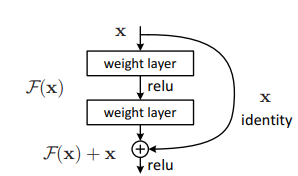 x
weight layer
relu
F(x)
x
identity
weight layer
F(x) + x
relu